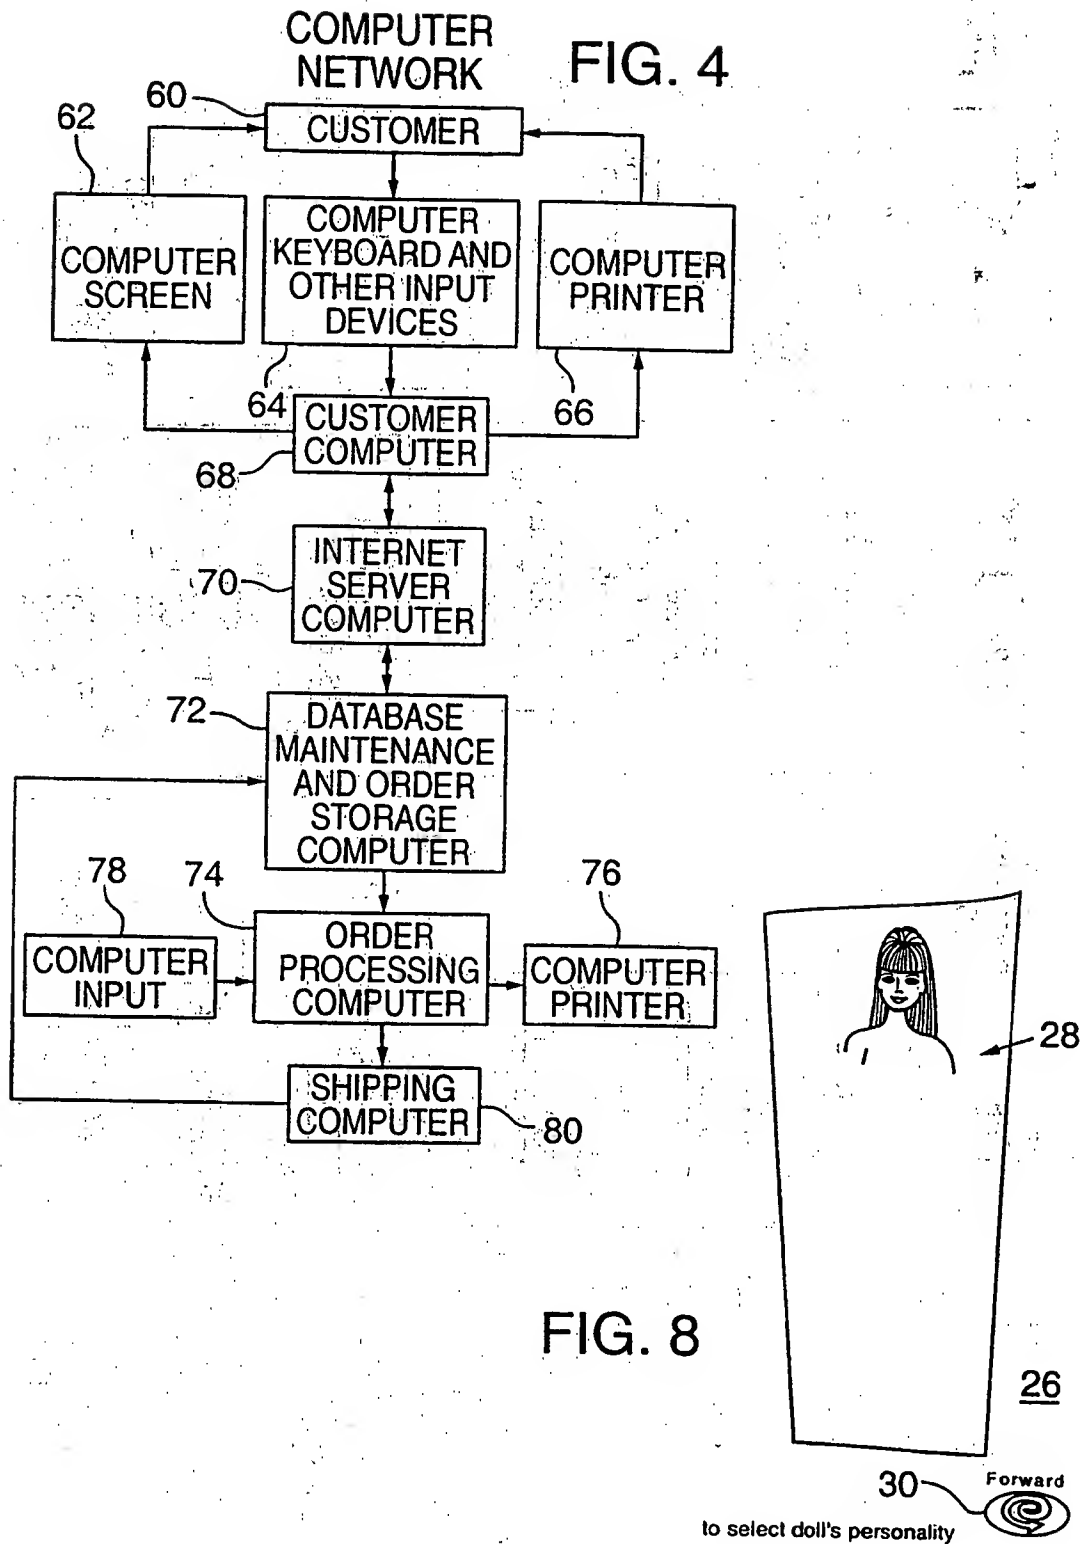 COMPUTER
NETWORK
FIG. 4
60
CUSTOMER
62
COMPUTER
SCREEN
COMPUTER
KEYBOARD AND
OTHER INPUT
DEVICES
COMPUTER
PRINTER
64
66
CUSTOMER
COMPUTER
68
INTERNET
SERVER
COMPUTER
70
72
DATABASE
MAINTENANCE
AND ORDER
STORAGE
COMPUTER
78
74
76
COMPUTER
INPUT
ORDER
PROCESSING
COMPUTER
COMPUTER
PRINTER
SHIPPING
COMPUTER
80
28
FIG. 8
26
30
Forward
to select doll's personality